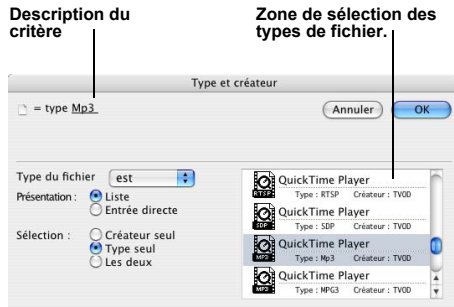 Description du critère
Zone de sélection des types de fichier.
Type et créateur
= type Mp3
Annuler
OK
Type du fichier est
Présentation : Liste
Entrée directe
Sélection : Créateur seul
Type seul
Les deux
RTSP
QuickTime Player
Type : RTSP Créateur : TVOD
SDP
QuickTime Player
Type : SDP Créateur : TVOD
MP3
QuickTime Player
Type : Mp3 Créateur : TVOD
MP3
QuickTime Player
Type : MPG3 Créateur : TVOD